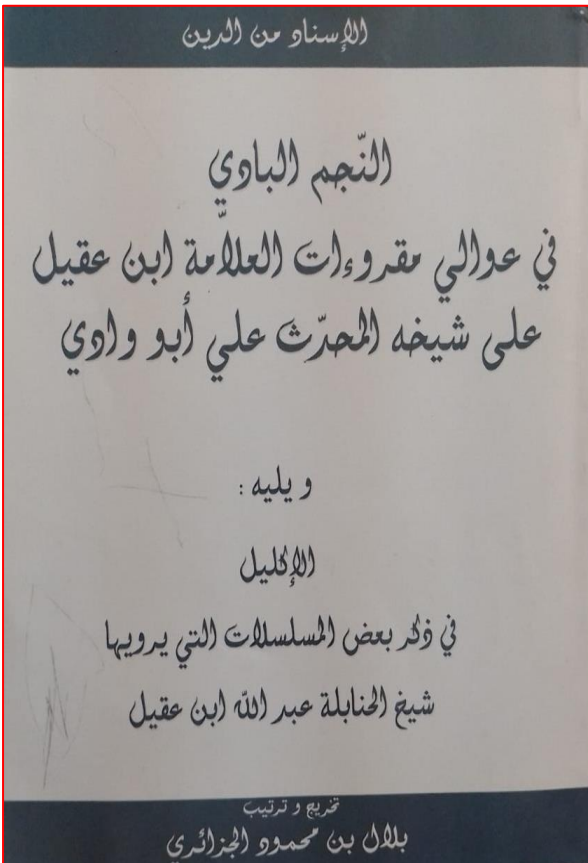 الإسناد من الدين
النّجم البادي
في عوالي مقروءات العلاّمة ابن عقيل
على شيخه المحدّث علي أبو وادي
و يليه :
الإكليل
في ذكر بعض المسلسلات التي يرويها
شيخ الحنابلة عبد الله ابن عقيل
تخريج و ترتيب
بلال بن محمود الجزائري